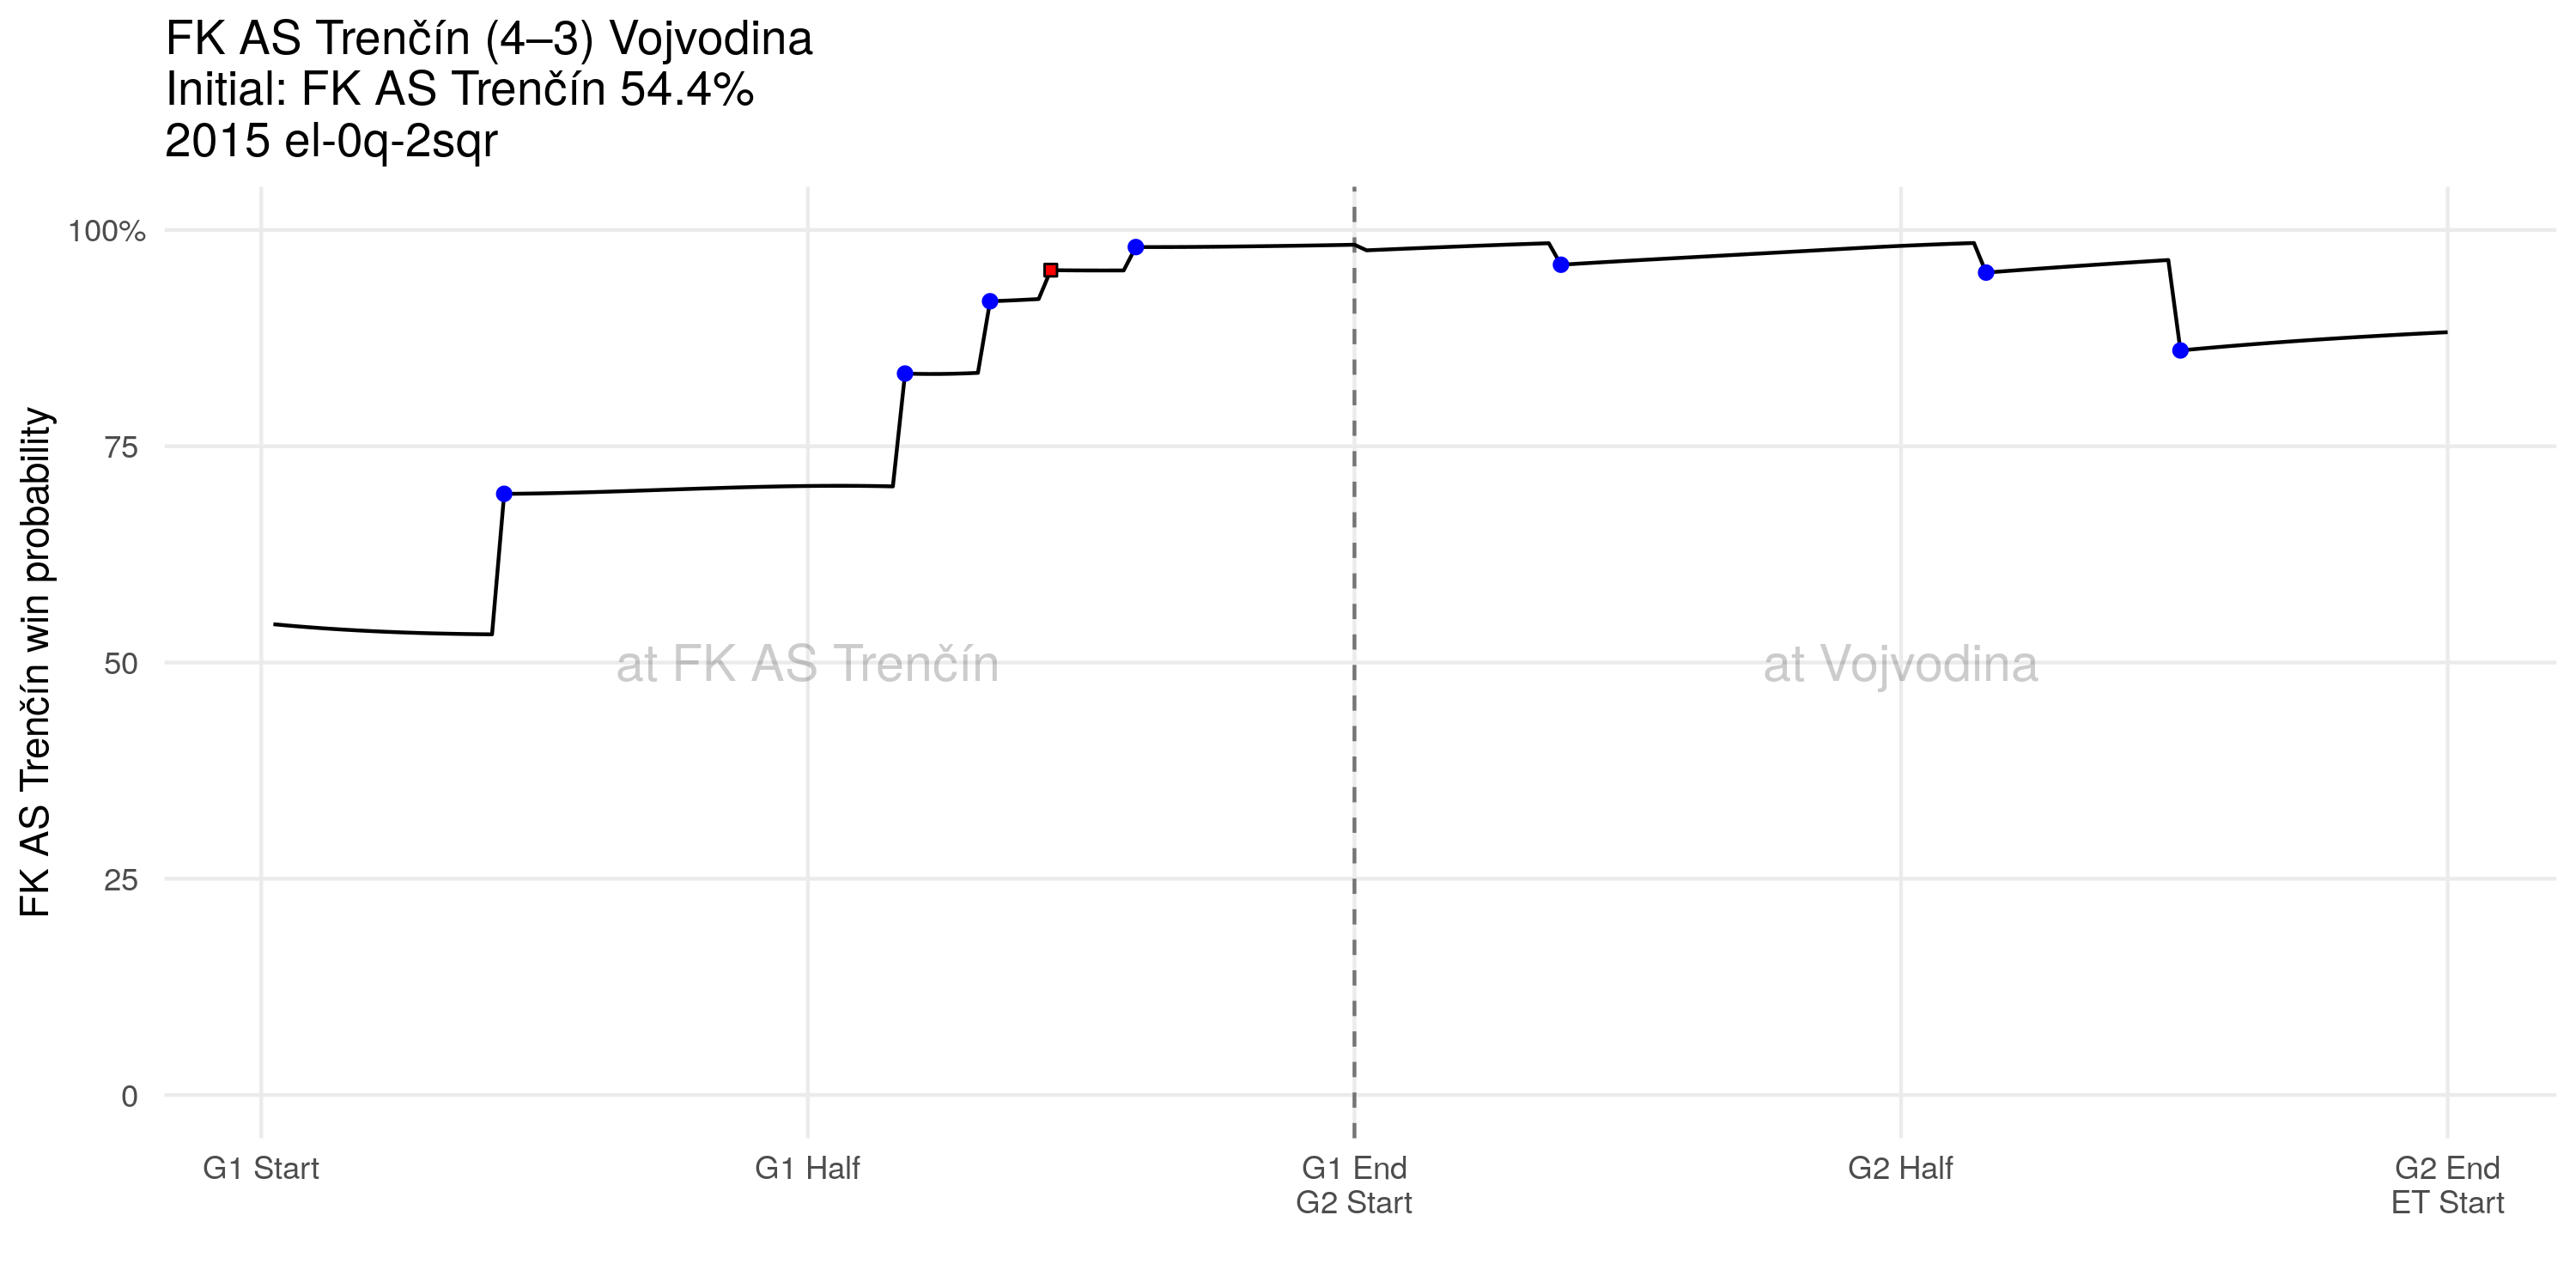 FK AS Trenčín (4–3) Vojvodina
Initial: FK AS Trenčín 54.4%
2015 el-0q-2sqr
FK AS Trenčín win probability
100%
75
50
25
0
at FK AS Trenčín
at Vojvodina
G1 Start
G1 Half
G1 End
G2 Start
G2 Half
G2 End
ET Start